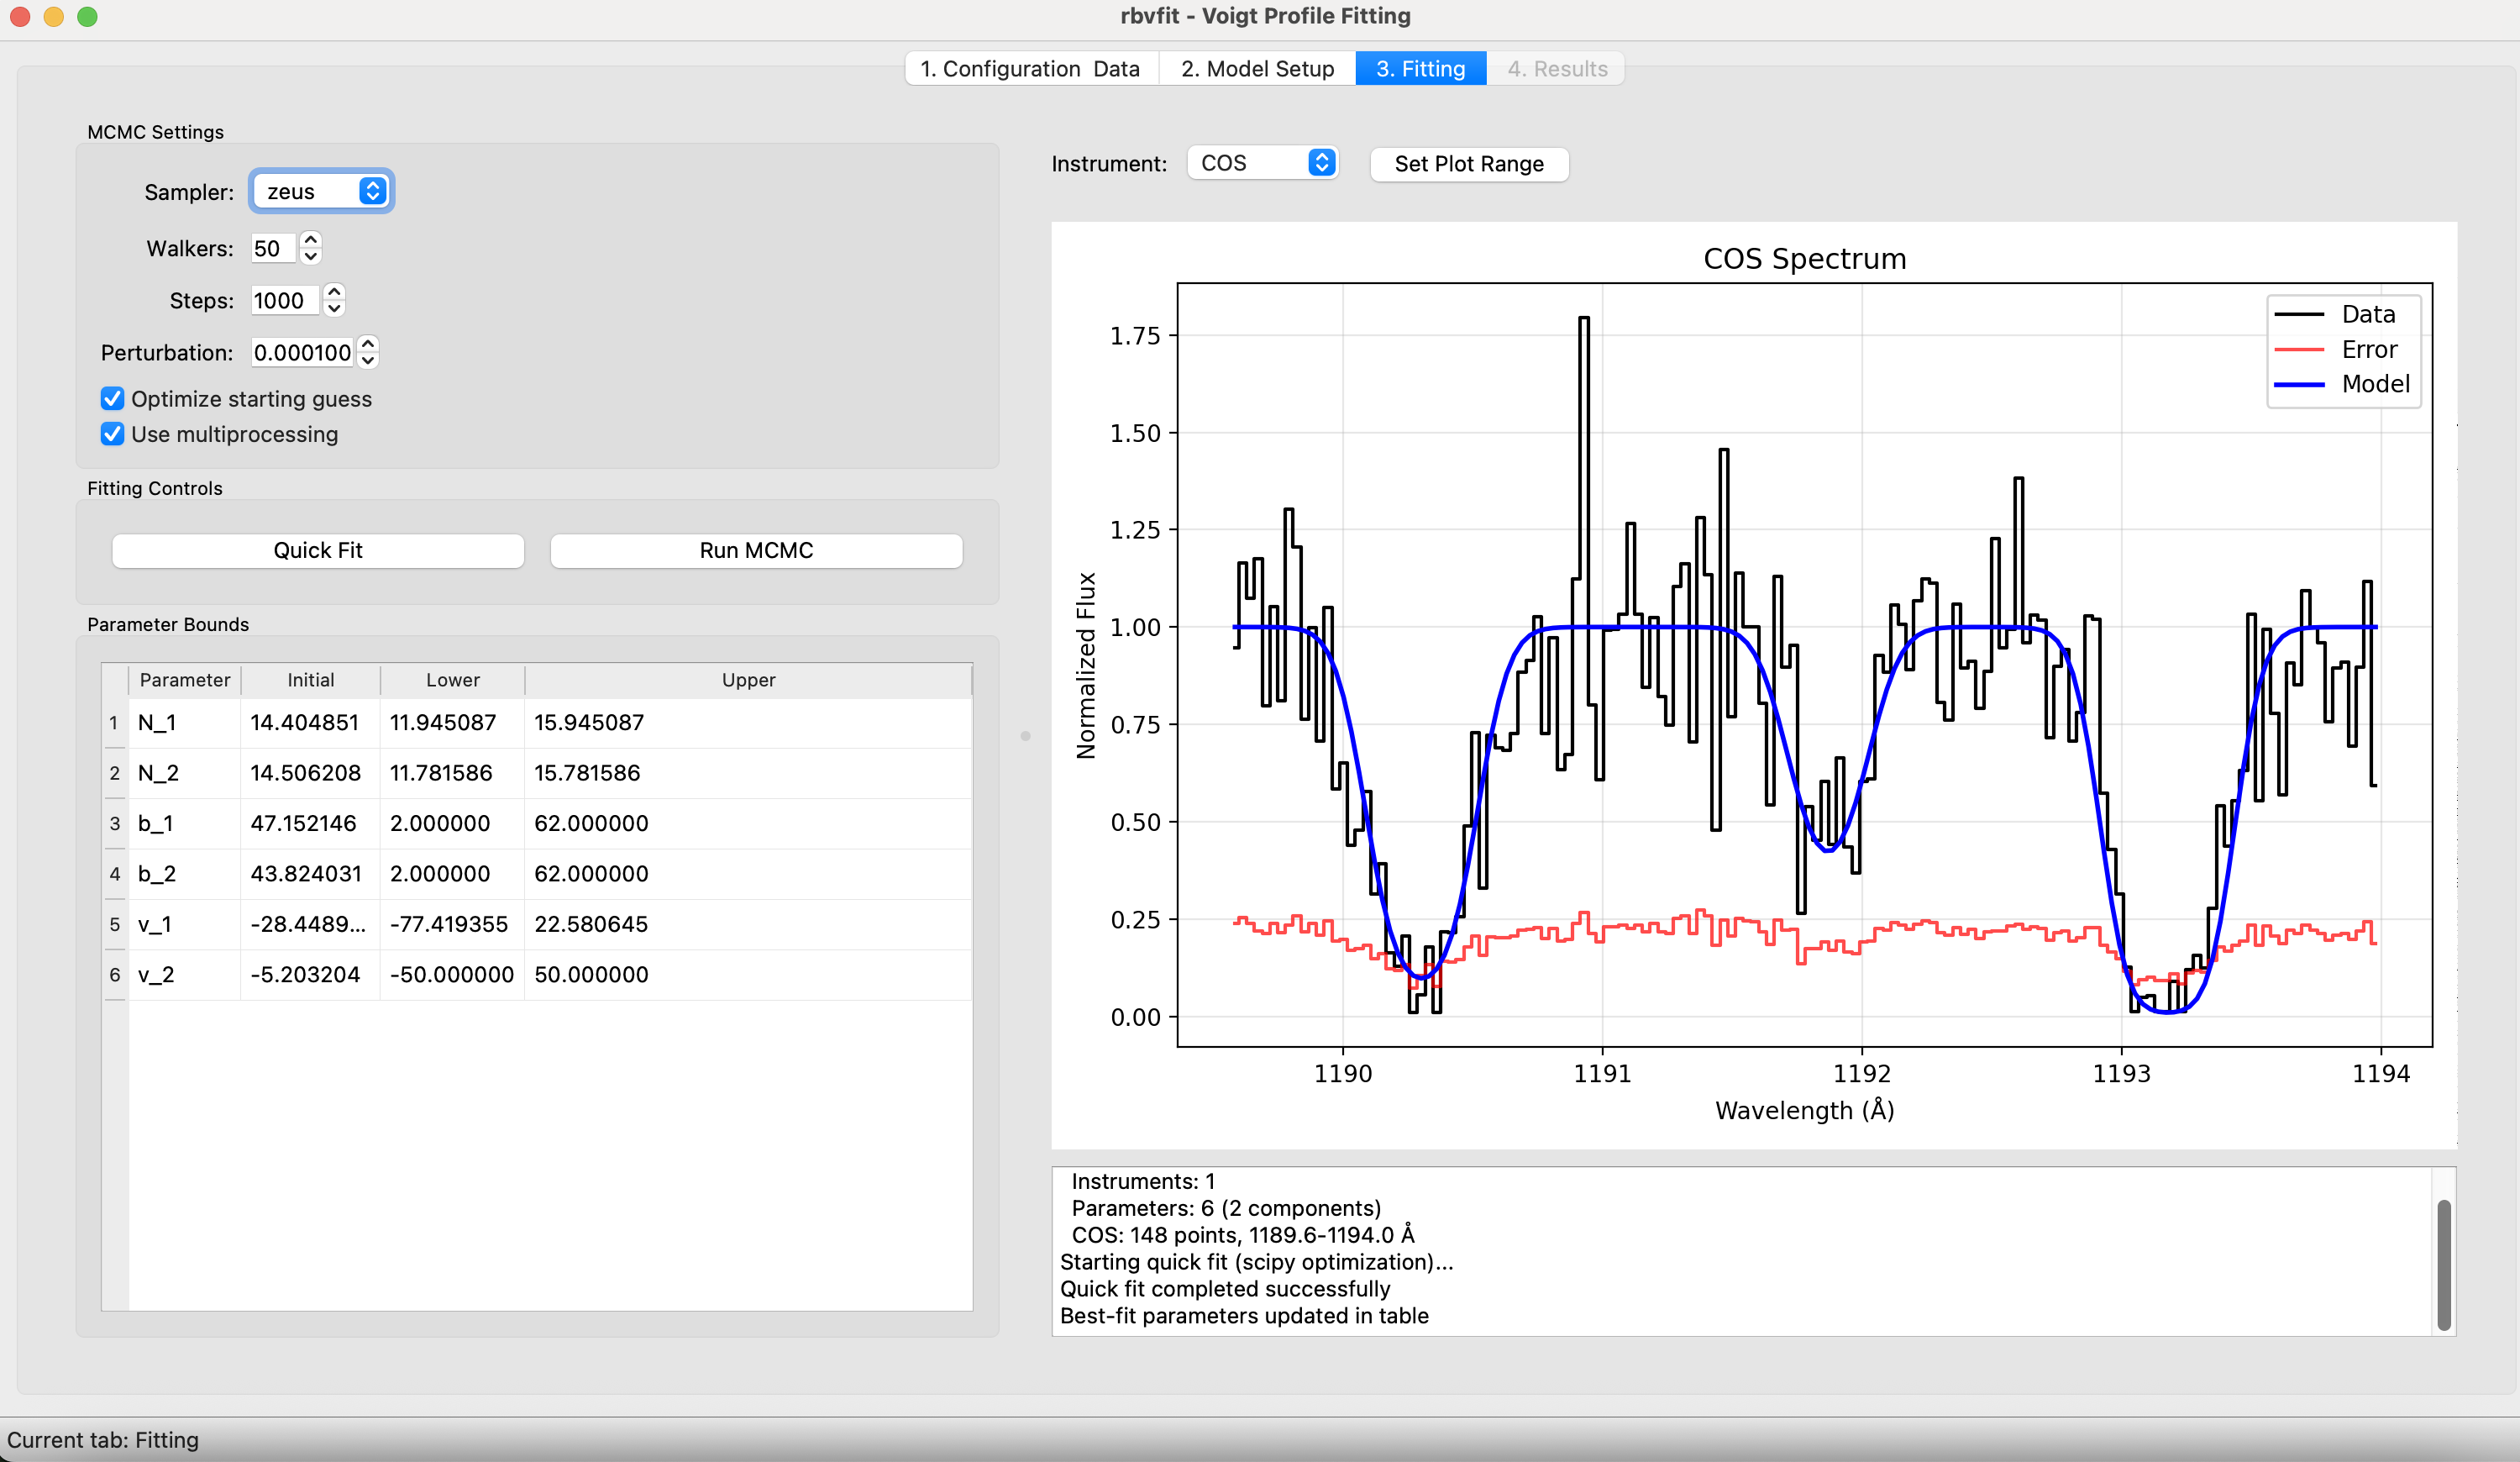 rbvfit - Voigt Profile Fitting
1. Configuration  Data
2. Model Setup
3. Fitting
4. Results
MCMC Settings
Sampler: zeus
Walkers: 50
Steps: 1000
Perturbation: 0.000100
Optimize starting guess
Use multiprocessing
Fitting Controls
Quick Fit
Run MCMC
Parameter Bounds
Parameter Initial Lower Upper
1 N_1 14.404851 11.945087 15.945087
2 N_2 14.506208 11.781586 15.781586
3 b_1 47.152146 2.000000 62.000000
4 b_2 43.824031 2.000000 62.000000
5 v_1 -28.4489... -77.419355 22.580645
6 v_2 -5.203204 -50.000000 50.000000
Instrument: COS
Set Plot Range
COS Spectrum
Data
Error
Model
Normalized Flux
1.75
1.50
1.25
1.00
0.75
0.50
0.25
0.00
1190 1191 1192 1193 1194
Wavelength (Å)
Instruments: 1
Parameters: 6 (2 components)
COS: 148 points, 1189.6-1194.0 Å
Starting quick fit (scipy optimization)...
Quick fit completed successfully
Best-fit parameters updated in table
Current tab: Fitting